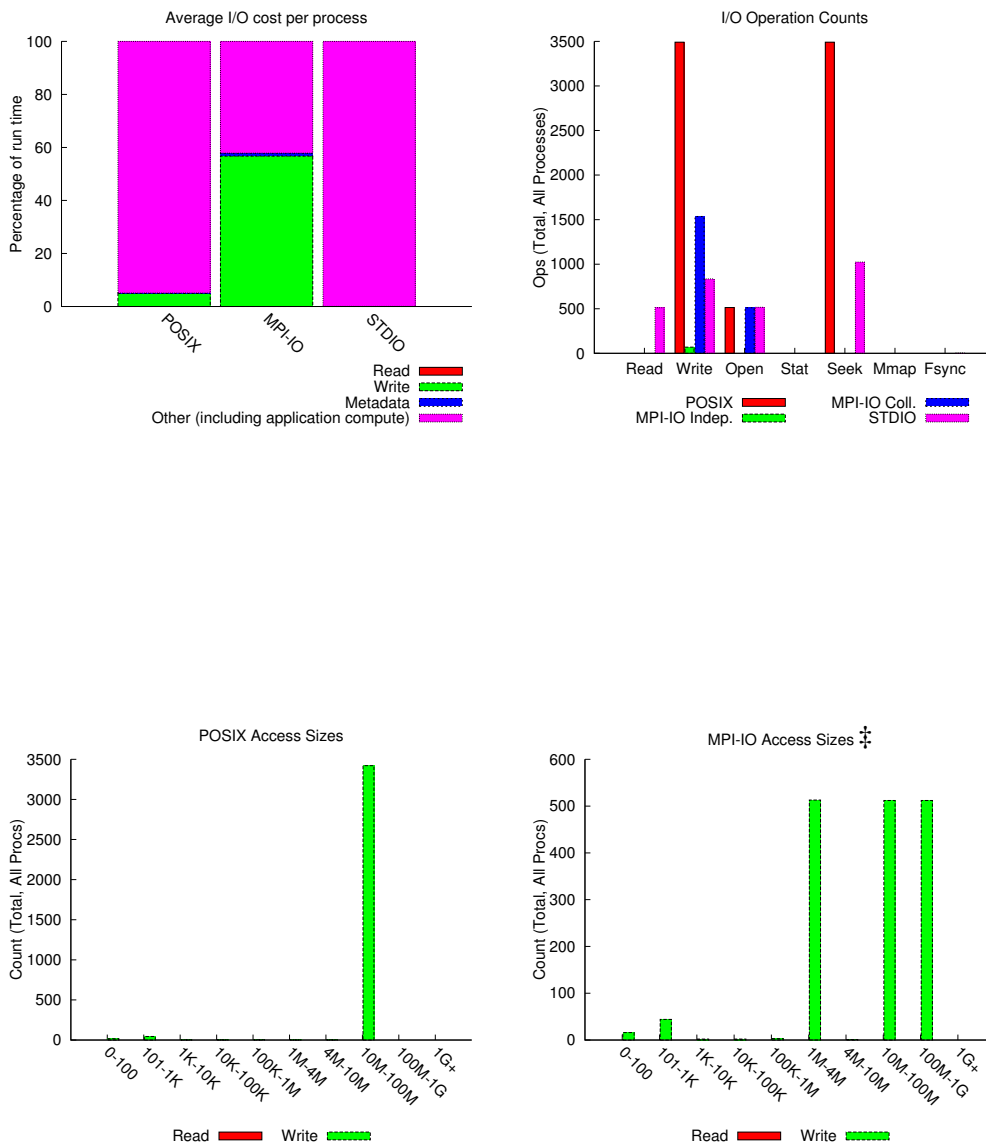 Average I/O cost per process
Percentage of run time
100
80
60
40
20
0
POSIX
MPI-IO
STDIO
Read
Write
Metadata
Other (including application compute)
I/O Operation Counts
Ops (Total, All Processes)
3500
3000
2500
2000
1500
1000
500
0
Read Write Open Stat Seek Mmap Fsync
POSIX
MPI-IO Indep.
MPI-IO Coll.
STDIO
POSIX Access Sizes
Count (Total, All Procs)
3500
3000
2500
2000
1500
1000
500
0
0-100
101-1K
1K-10K
10K-100K
100K-1M
1M-4M
4M-10M
10M-100M
100M-1G
1G+
Read Write
MPI-IO Access Sizes ‡
Count (Total, All Procs)
600
500
400
300
200
100
0
0-100
101-1K
1K-10K
10K-100K
100K-1M
1M-4M
4M-10M
10M-100M
100M-1G
1G+
Read Write